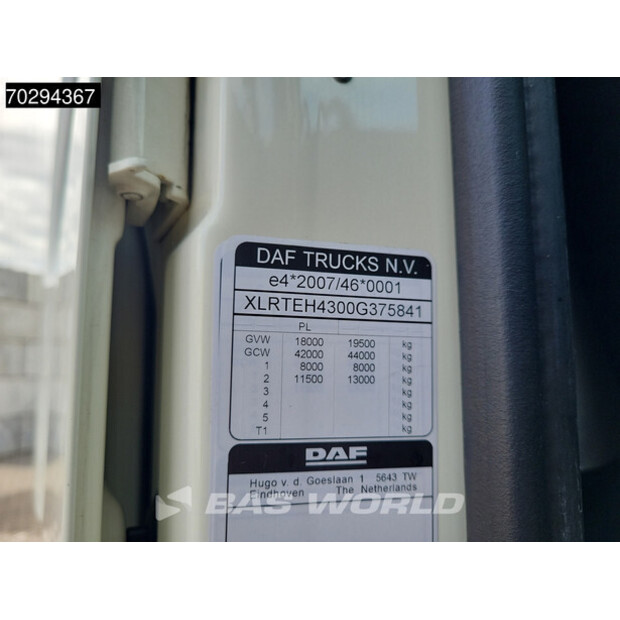 70294367
DAF TRUCKS N.V.
e4*2007/46*0001
XLRTEH4300G375841
PL
GVW 18000 19500 kg
GCW 42000 44000 kg
1 8000 8000 kg
2 11500 13000 kg
3 kg
4 kg
5 kg
T1 kg
DAF
Hugo v. d. Goeslaan 1 5643 TW
Eindhoven The Netherlands
BAS WORLD